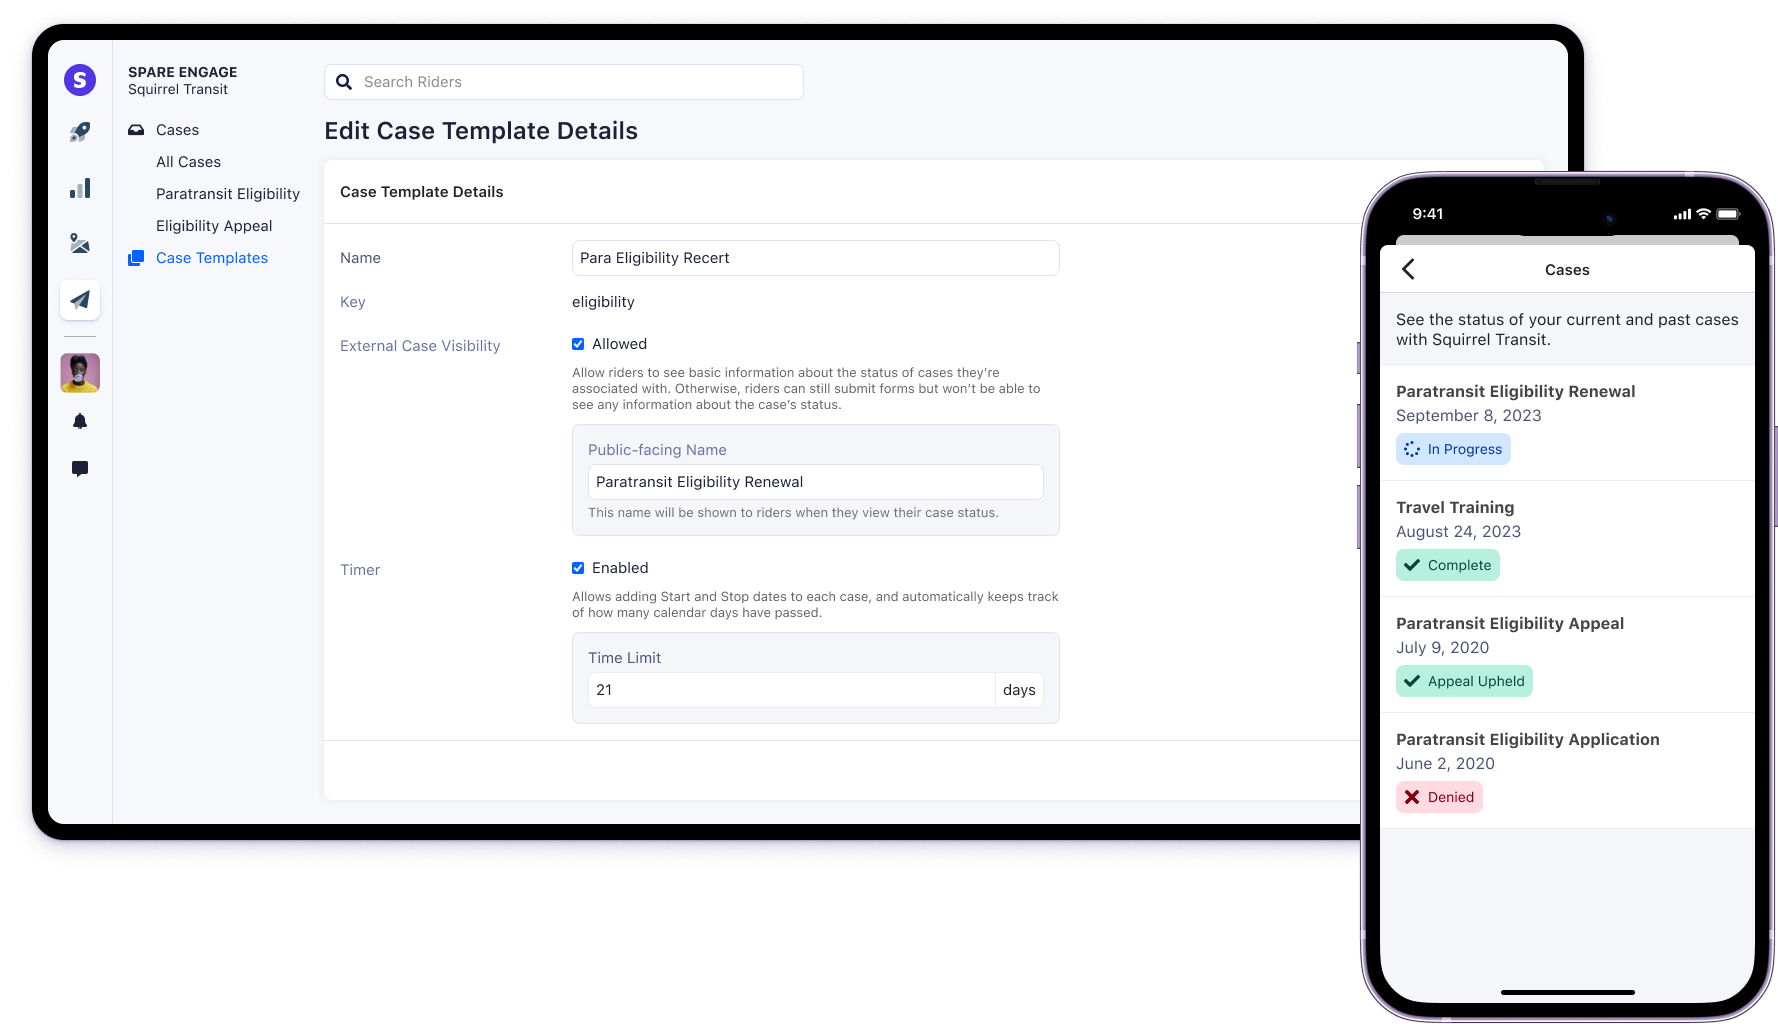 S
SPARE ENGAGE
Squirrel Transit
Cases
All Cases
Paratransit Eligibility
Eligibility Appeal
Case Templates
Search Riders
Edit Case Template Details
Case Template Details
Name
Para Eligibility Recert
Key
eligibility
External Case Visibility
Allowed
Allow riders to see basic information about the status of cases they’re
associated with. Otherwise, riders can still submit forms but won’t be able to
see any information about the case’s status.
Public-facing Name
Paratransit Eligibility Renewal
This name will be shown to riders when they view their case status.
Timer
Enabled
Allows adding Start and Stop dates to each case, and automatically keeps track
of how many calendar days have passed.
Time Limit
21 days
9:41
Cases
See the status of your current and past cases
with Squirrel Transit.
Paratransit Eligibility Renewal
September 8, 2023
In Progress
Travel Training
August 24, 2023
Complete
Paratransit Eligibility Appeal
July 9, 2020
Appeal Upheld
Paratransit Eligibility Application
June 2, 2020
Denied